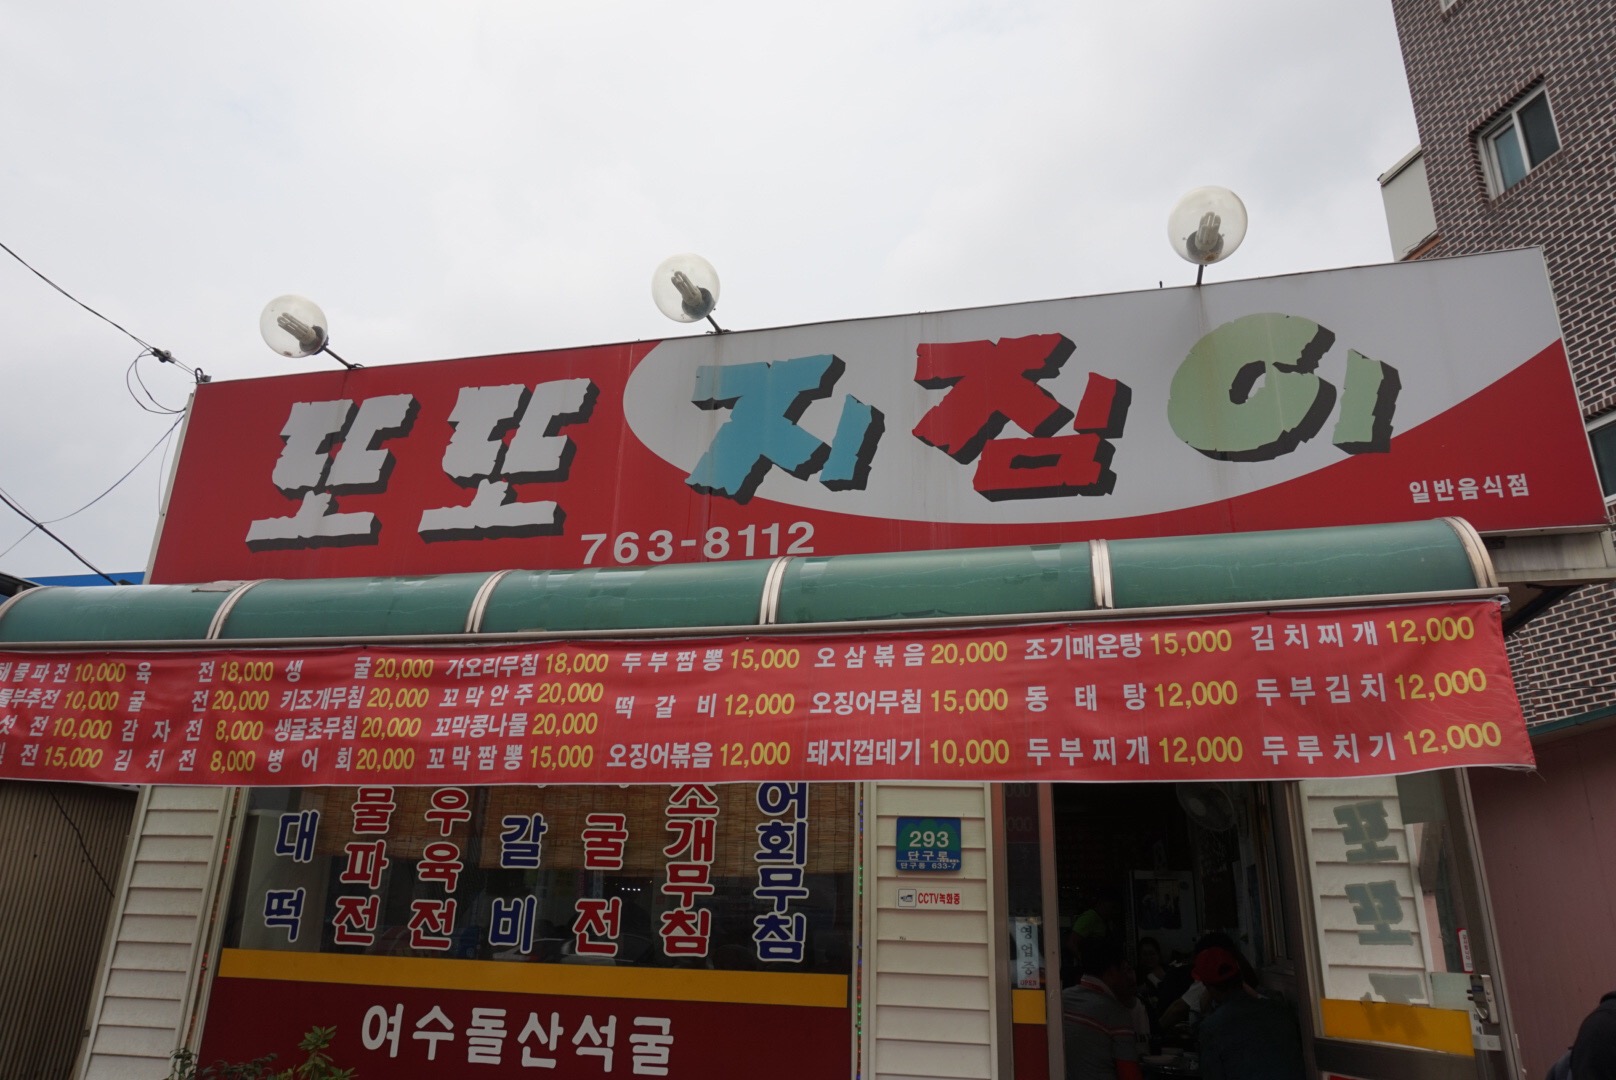 또또지짐이
일반음식점
763-8112
해물파전 10,000 육 전 18,000 생 굴 20,000 가오리무침 18,000 두부짬뽕 15,000 오삼볶음 20,000 조기매운탕 15,000 김치찌개 12,000
물부추전 10,000 굴 전 20,000 키조개무침 20,000 꼬막안주 20,000 떡갈비 12,000 오징어무침 15,000 동태탕 12,000 두부김치 12,000
섯전 10,000 감자전 8,000 생굴초무침 20,000 꼬막콩나물 20,000
전 15,000 김치전 8,000 병어회 20,000 꼬막짬뽕 15,000 오징어볶음 12,000 돼지껍데기 10,000 두부찌개 12,000 두루치기 12,000
대떡
물파전
우육전
갈비
굴전
조개무침
어회무침
293
단구로
단구동 633-7
CCTV녹화중
영업중
OPEN
또또
여수돌산석굴